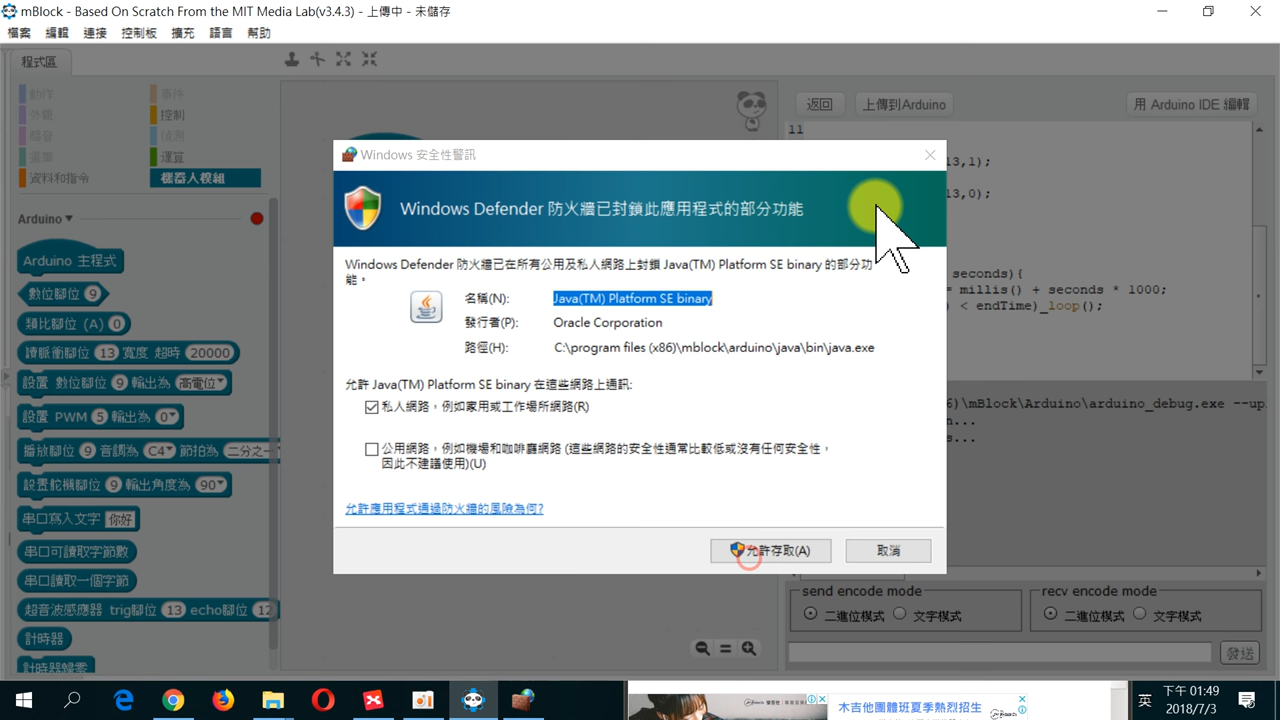 mBlock - Based On Scratch From the MIT Media Lab(v3.4.3) - 上傳中 - 未儲存
檔案 編輯 連接 控制板 擴充 語言 幫助
程式區
動作 事件
外觀 控制
聲音 偵測
畫筆 運算
資料和指令 機器人模組
Arduino
Arduino 主程式
數位腳位 9
類比腳位 (A) 0
讀脈衝腳位 13 寬度 超時 20000
設置 數位腳位 9 輸出為 高電位
設置 PWM 5 輸出為 0
播放腳位 9 音調為 C4 節拍為 二分之一
設置舵機腳位 9 輸出角度為 90
串口寫入文字 你好
串口可讀取字節數
串口讀取一個字節
超音波感應器 trig腳位 13 echo腳位 12
計時器
計時器歸零
返回 上傳到Arduino 用 Arduino IDE 編輯
11
13,1);
13,0);
seconds){
= millis() + seconds * 1000;
) < endTime)_loop();
6)\mBlock\Arduino\arduino_debug.exe --up
n...
s...
send encode mode
二進位模式 文字模式
recv encode mode
二進位模式 文字模式
發送
Windows 安全性警訊
Windows Defender 防火牆已封鎖此應用程式的部分功能
Windows Defender 防火牆已在所有公用及私人網路上封鎖 Java(TM) Platform SE binary 的部分功
能。
名稱(N): Java(TM) Platform SE binary
發行者(P): Oracle Corporation
路徑(H): C:\program files (x86)\mblock\arduino\java\bin\java.exe
允許 Java(TM) Platform SE binary 在這些網路上通訊:
私人網路，例如家用或工作場所網路(R)
公用網路，例如機場和咖啡廳網路 (這些網路的安全性通常比較低或沒有任何安全性，
因此不建議使用)(U)
允許應用程式通過防火牆的風險為何?
允許存取(A) 取消
木吉他團體班夏季熱烈招生
英
下午 01:49
2018/7/3